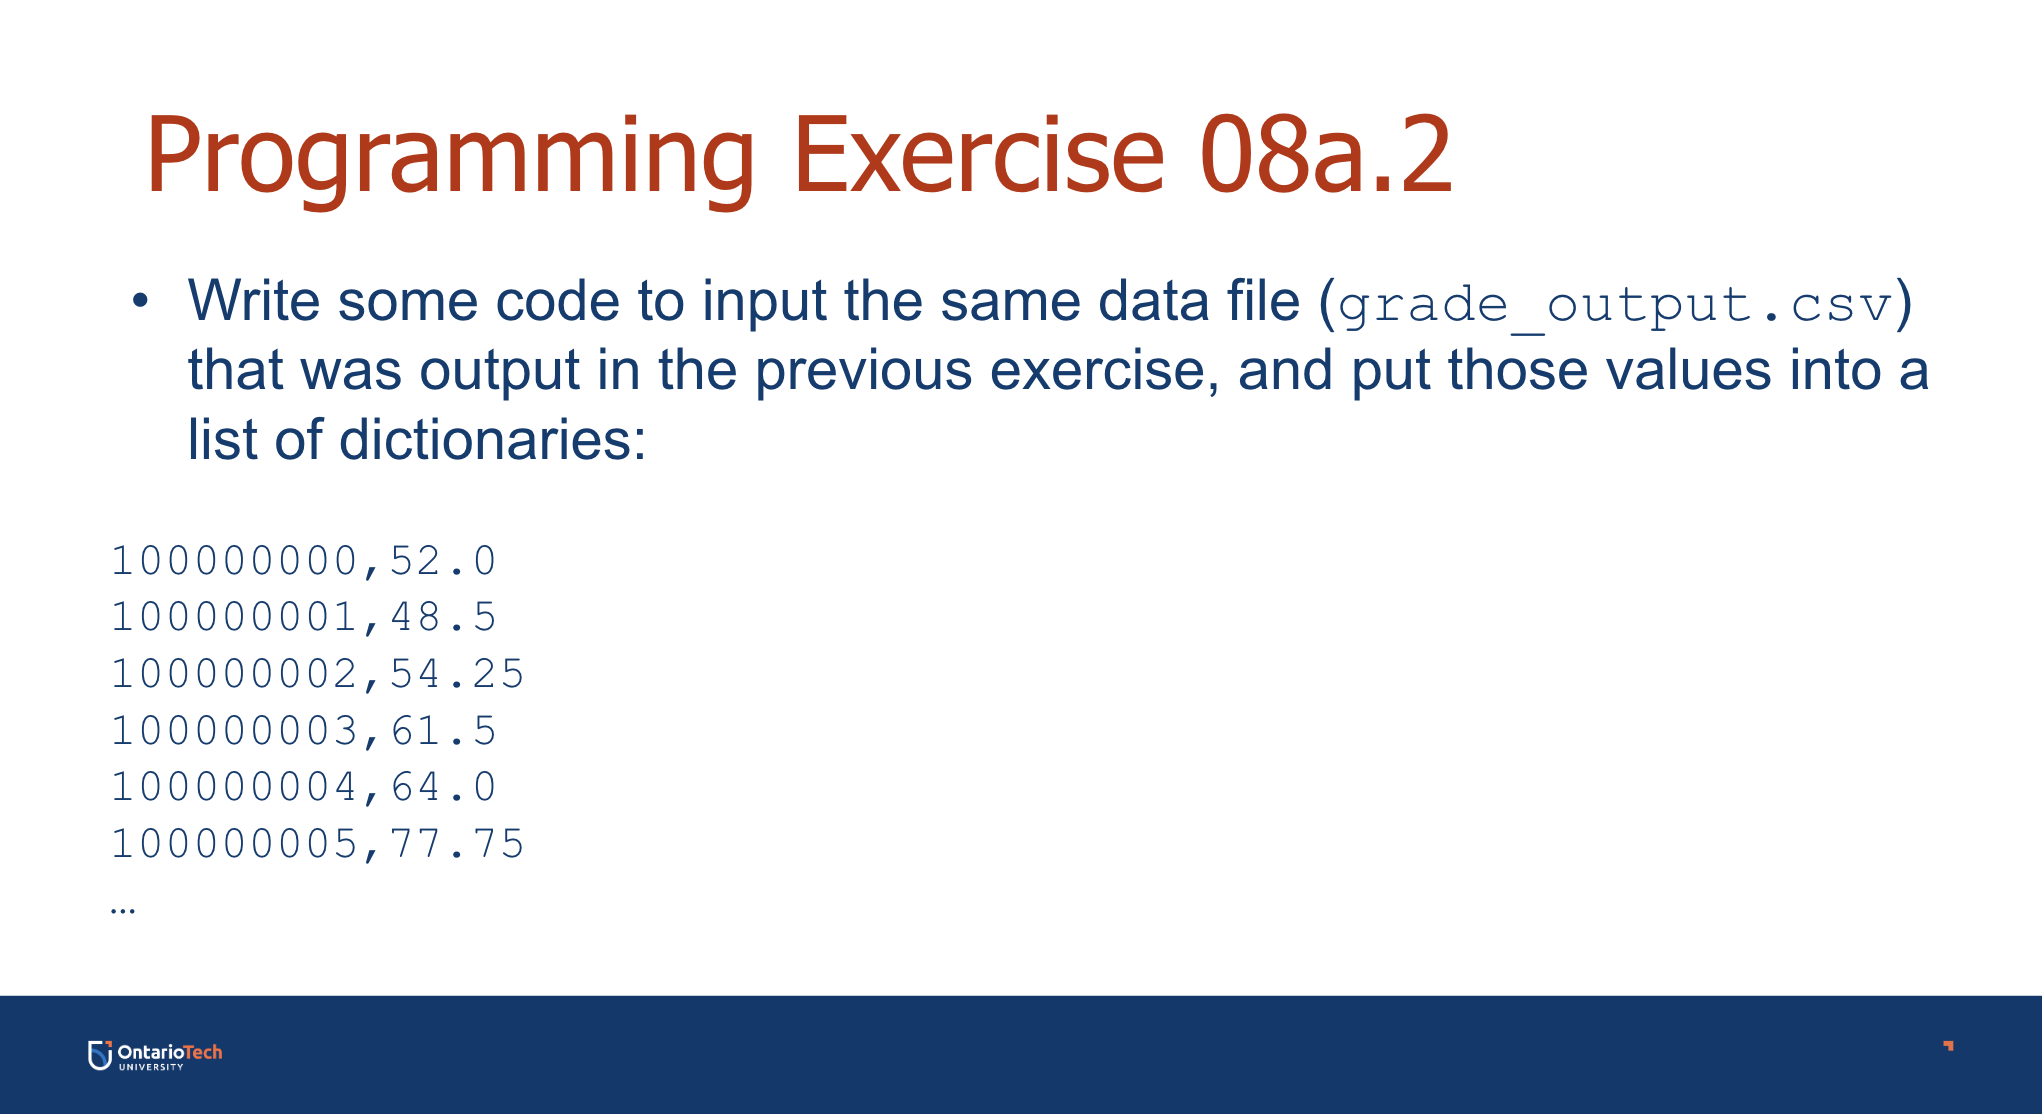 Programming Exercise 08a.2
• Write some code to input the same data file (grade_output.csv)
that was output in the previous exercise, and put those values into a
list of dictionaries:
100000000,52.0
100000001,48.5
100000002,54.25
100000003,61.5
100000004,64.0
100000005,77.75
…
OntarioTech
UNIVERSITY